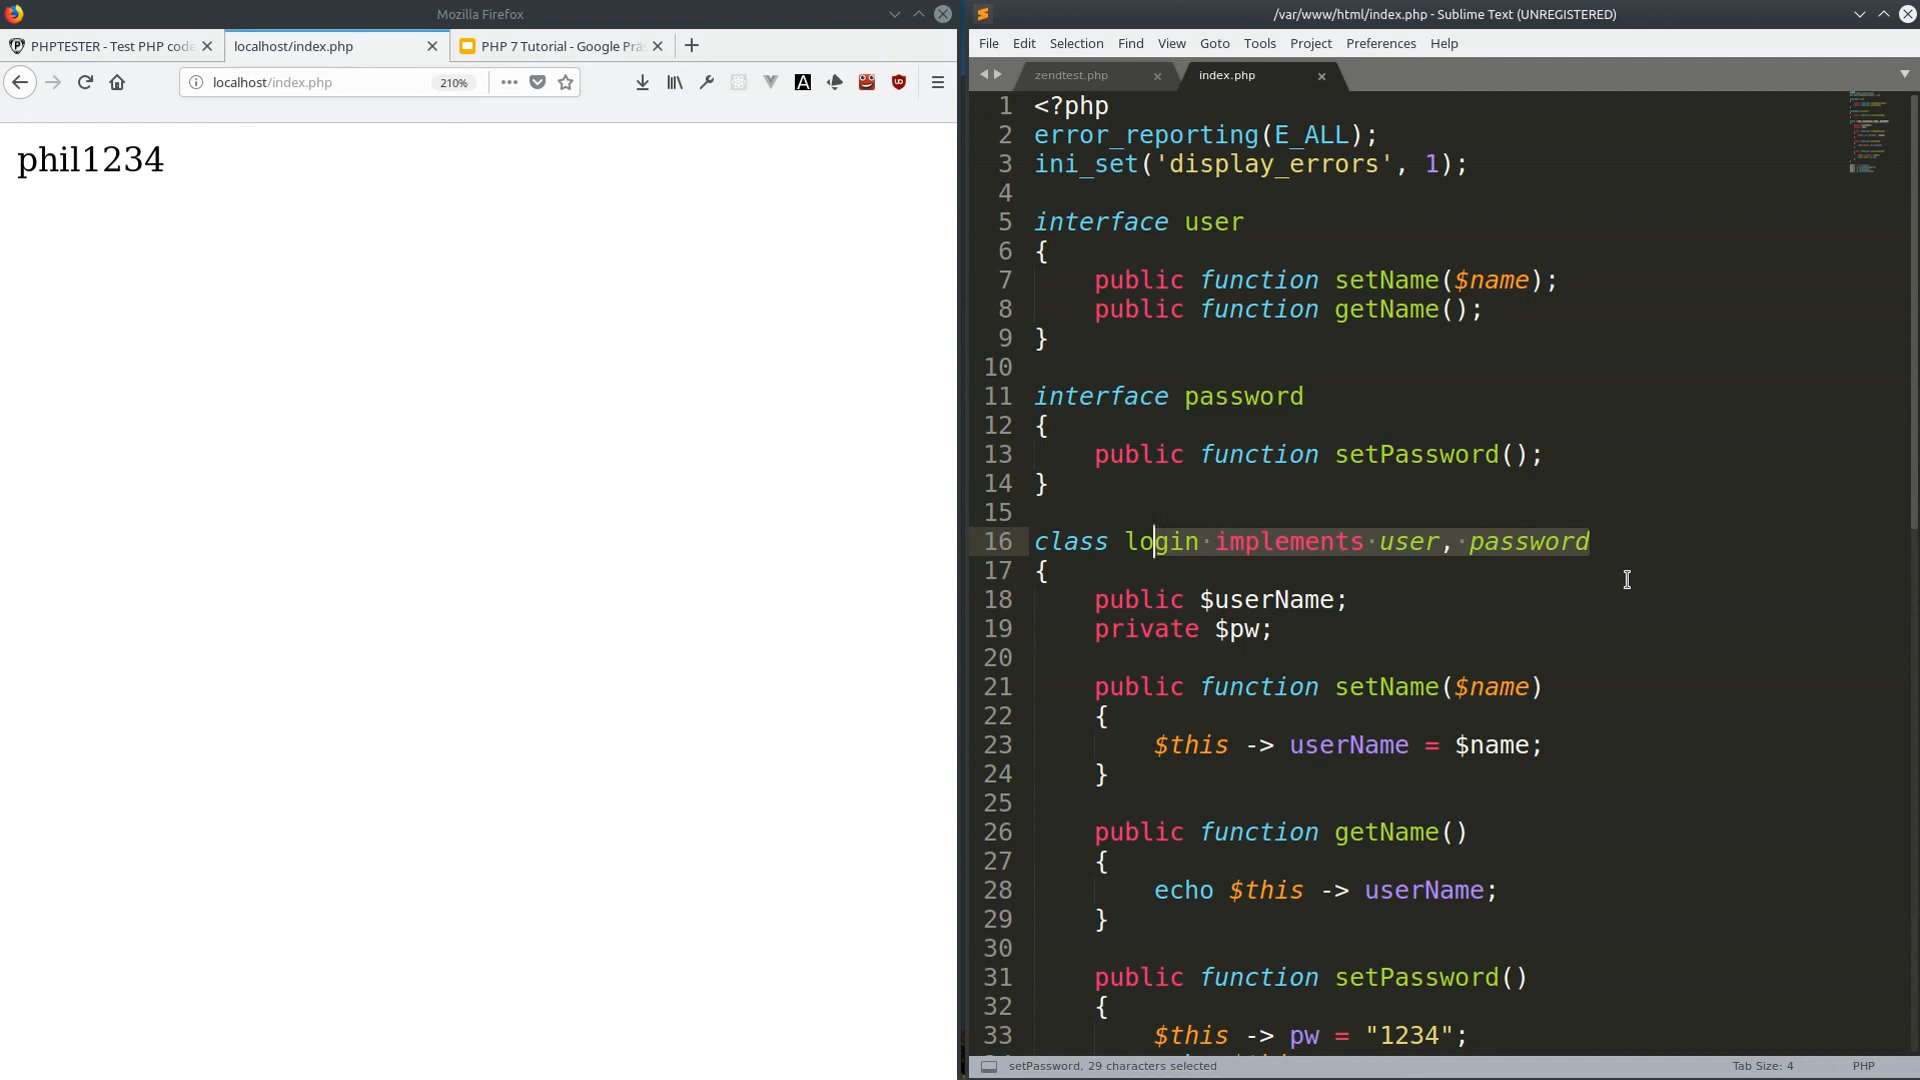 Mozilla Firefox
PHPTESTER - Test PHP code
localhost/index.php
PHP 7 Tutorial - Google Prä
localhost/index.php
210%
phil1234
/var/www/html/index.php - Sublime Text (UNREGISTERED)
File Edit Selection Find View Goto Tools Project Preferences Help
zendtest.php
index.php
1 <?php
2 error_reporting(E_ALL);
3 ini_set('display_errors', 1);
4
5 interface user
6 {
7 public function setName($name);
8 public function getName();
9 }
10
11 interface password
12 {
13 public function setPassword();
14 }
15
16 class login implements user, password
17 {
18 public $userName;
19 private $pw;
20
21 public function setName($name)
22 {
23 $this -> userName = $name;
24 }
25
26 public function getName()
27 {
28 echo $this -> userName;
29 }
30
31 public function setPassword()
32 {
33 $this -> pw = "1234";
setPassword, 29 characters selected
Tab Size: 4
PHP